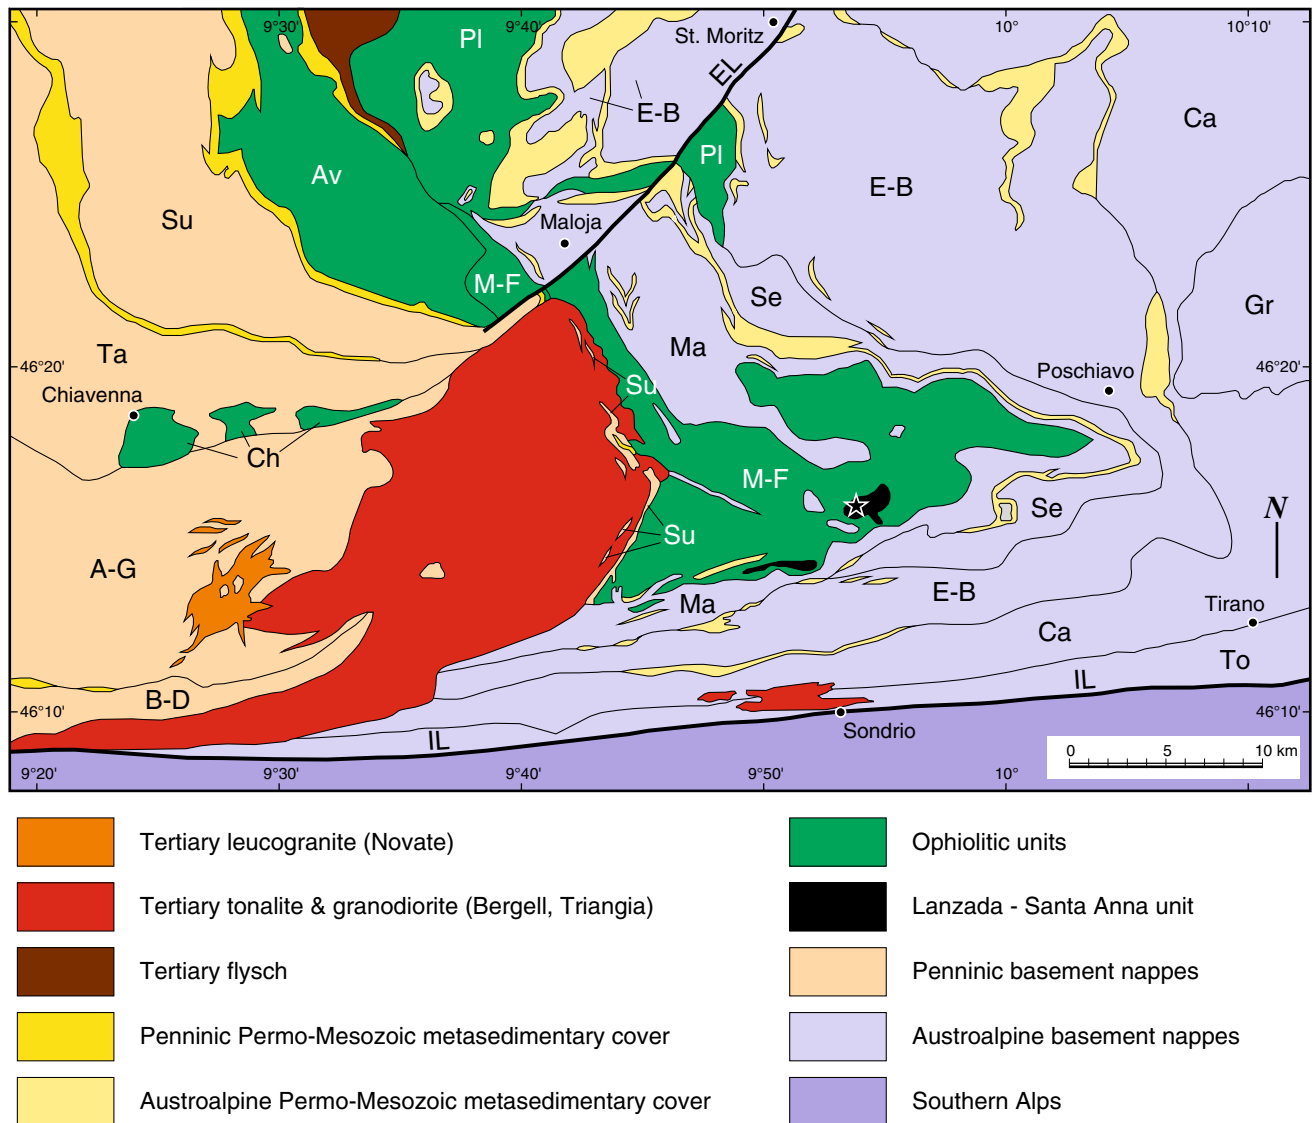 9°30'
9°40'
10°
10°10'
St. Moritz
Pl
EL
E-B
Ca
Pl
Av
E-B
Su
Maloja
M-F
Se
Gr
Ma
Ta
46°20'
46°20'
Poschiavo
Chiavenna
Su
Ch
M-F
Se
N
Su
A-G
E-B
Ma
Tirano
Ca
To
B-D
IL
46°10'
46°10'
Sondrio
IL
0 5 10 km
9°20'
9°30'
9°40'
9°50'
10°
Tertiary leucogranite (Novate)
Tertiary tonalite & granodiorite (Bergell, Triangia)
Tertiary flysch
Penninic Permo-Mesozoic metasedimentary cover
Austroalpine Permo-Mesozoic metasedimentary cover
Ophiolitic units
Lanzada - Santa Anna unit
Penninic basement nappes
Austroalpine basement nappes
Southern Alps